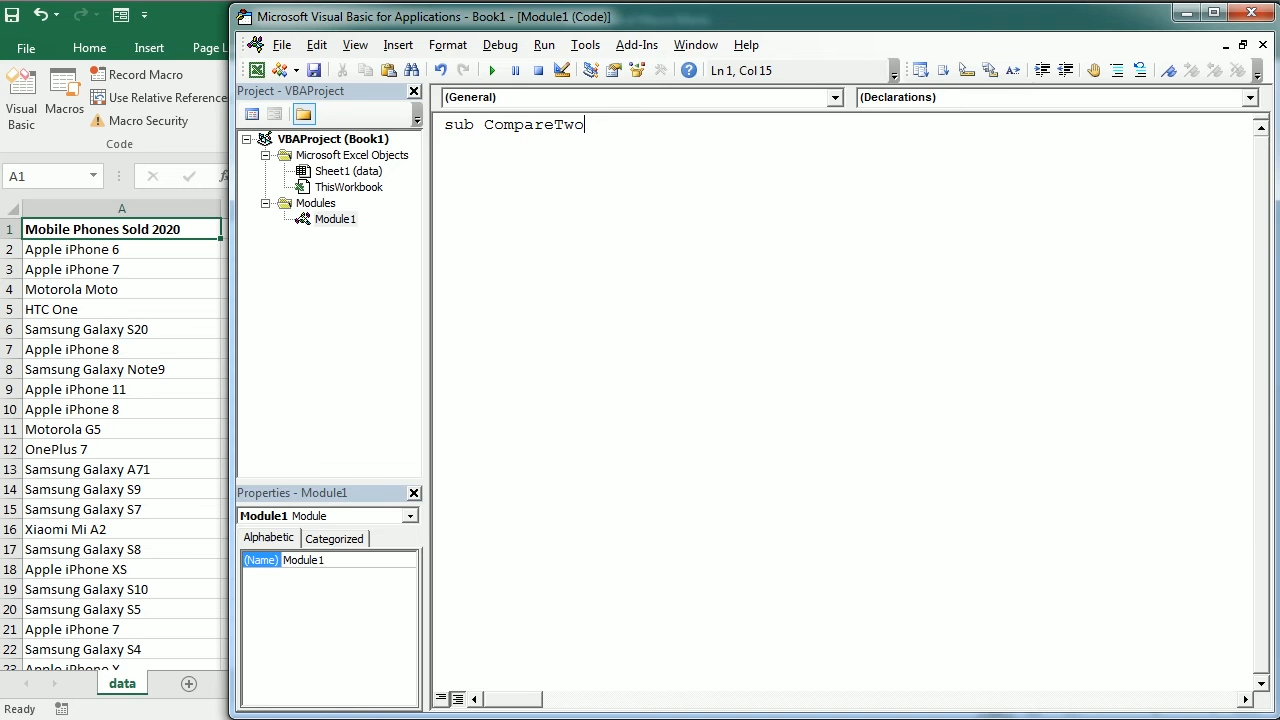 Microsoft Visual Basic for Applications - Book1 - [Module1 (Code)]
File Edit View Insert Format Debug Run Tools Add-Ins Window Help
Ln 1, Col 15
Project - VBAProject
(General)
(Declarations)
sub CompareTwo
VBAProject (Book1)
Microsoft Excel Objects
Sheet1 (data)
ThisWorkbook
Modules
Module1
Properties - Module1
Module1 Module
Alphabetic Categorized
(Name) Module1
File Home Insert Page L
Visual Basic
Macros
Record Macro
Use Relative Reference
Macro Security
Code
A1
A
1 Mobile Phones Sold 2020
2 Apple iPhone 6
3 Apple iPhone 7
4 Motorola Moto
5 HTC One
6 Samsung Galaxy S20
7 Apple iPhone 8
8 Samsung Galaxy Note9
9 Apple iPhone 11
10 Apple iPhone 8
11 Motorola G5
12 OnePlus 7
13 Samsung Galaxy A71
14 Samsung Galaxy S9
15 Samsung Galaxy S7
16 Xiaomi Mi A2
17 Samsung Galaxy S8
18 Apple iPhone XS
19 Samsung Galaxy S10
20 Samsung Galaxy S5
21 Apple iPhone 7
22 Samsung Galaxy S4
23 Apple iPhone X
data
Ready